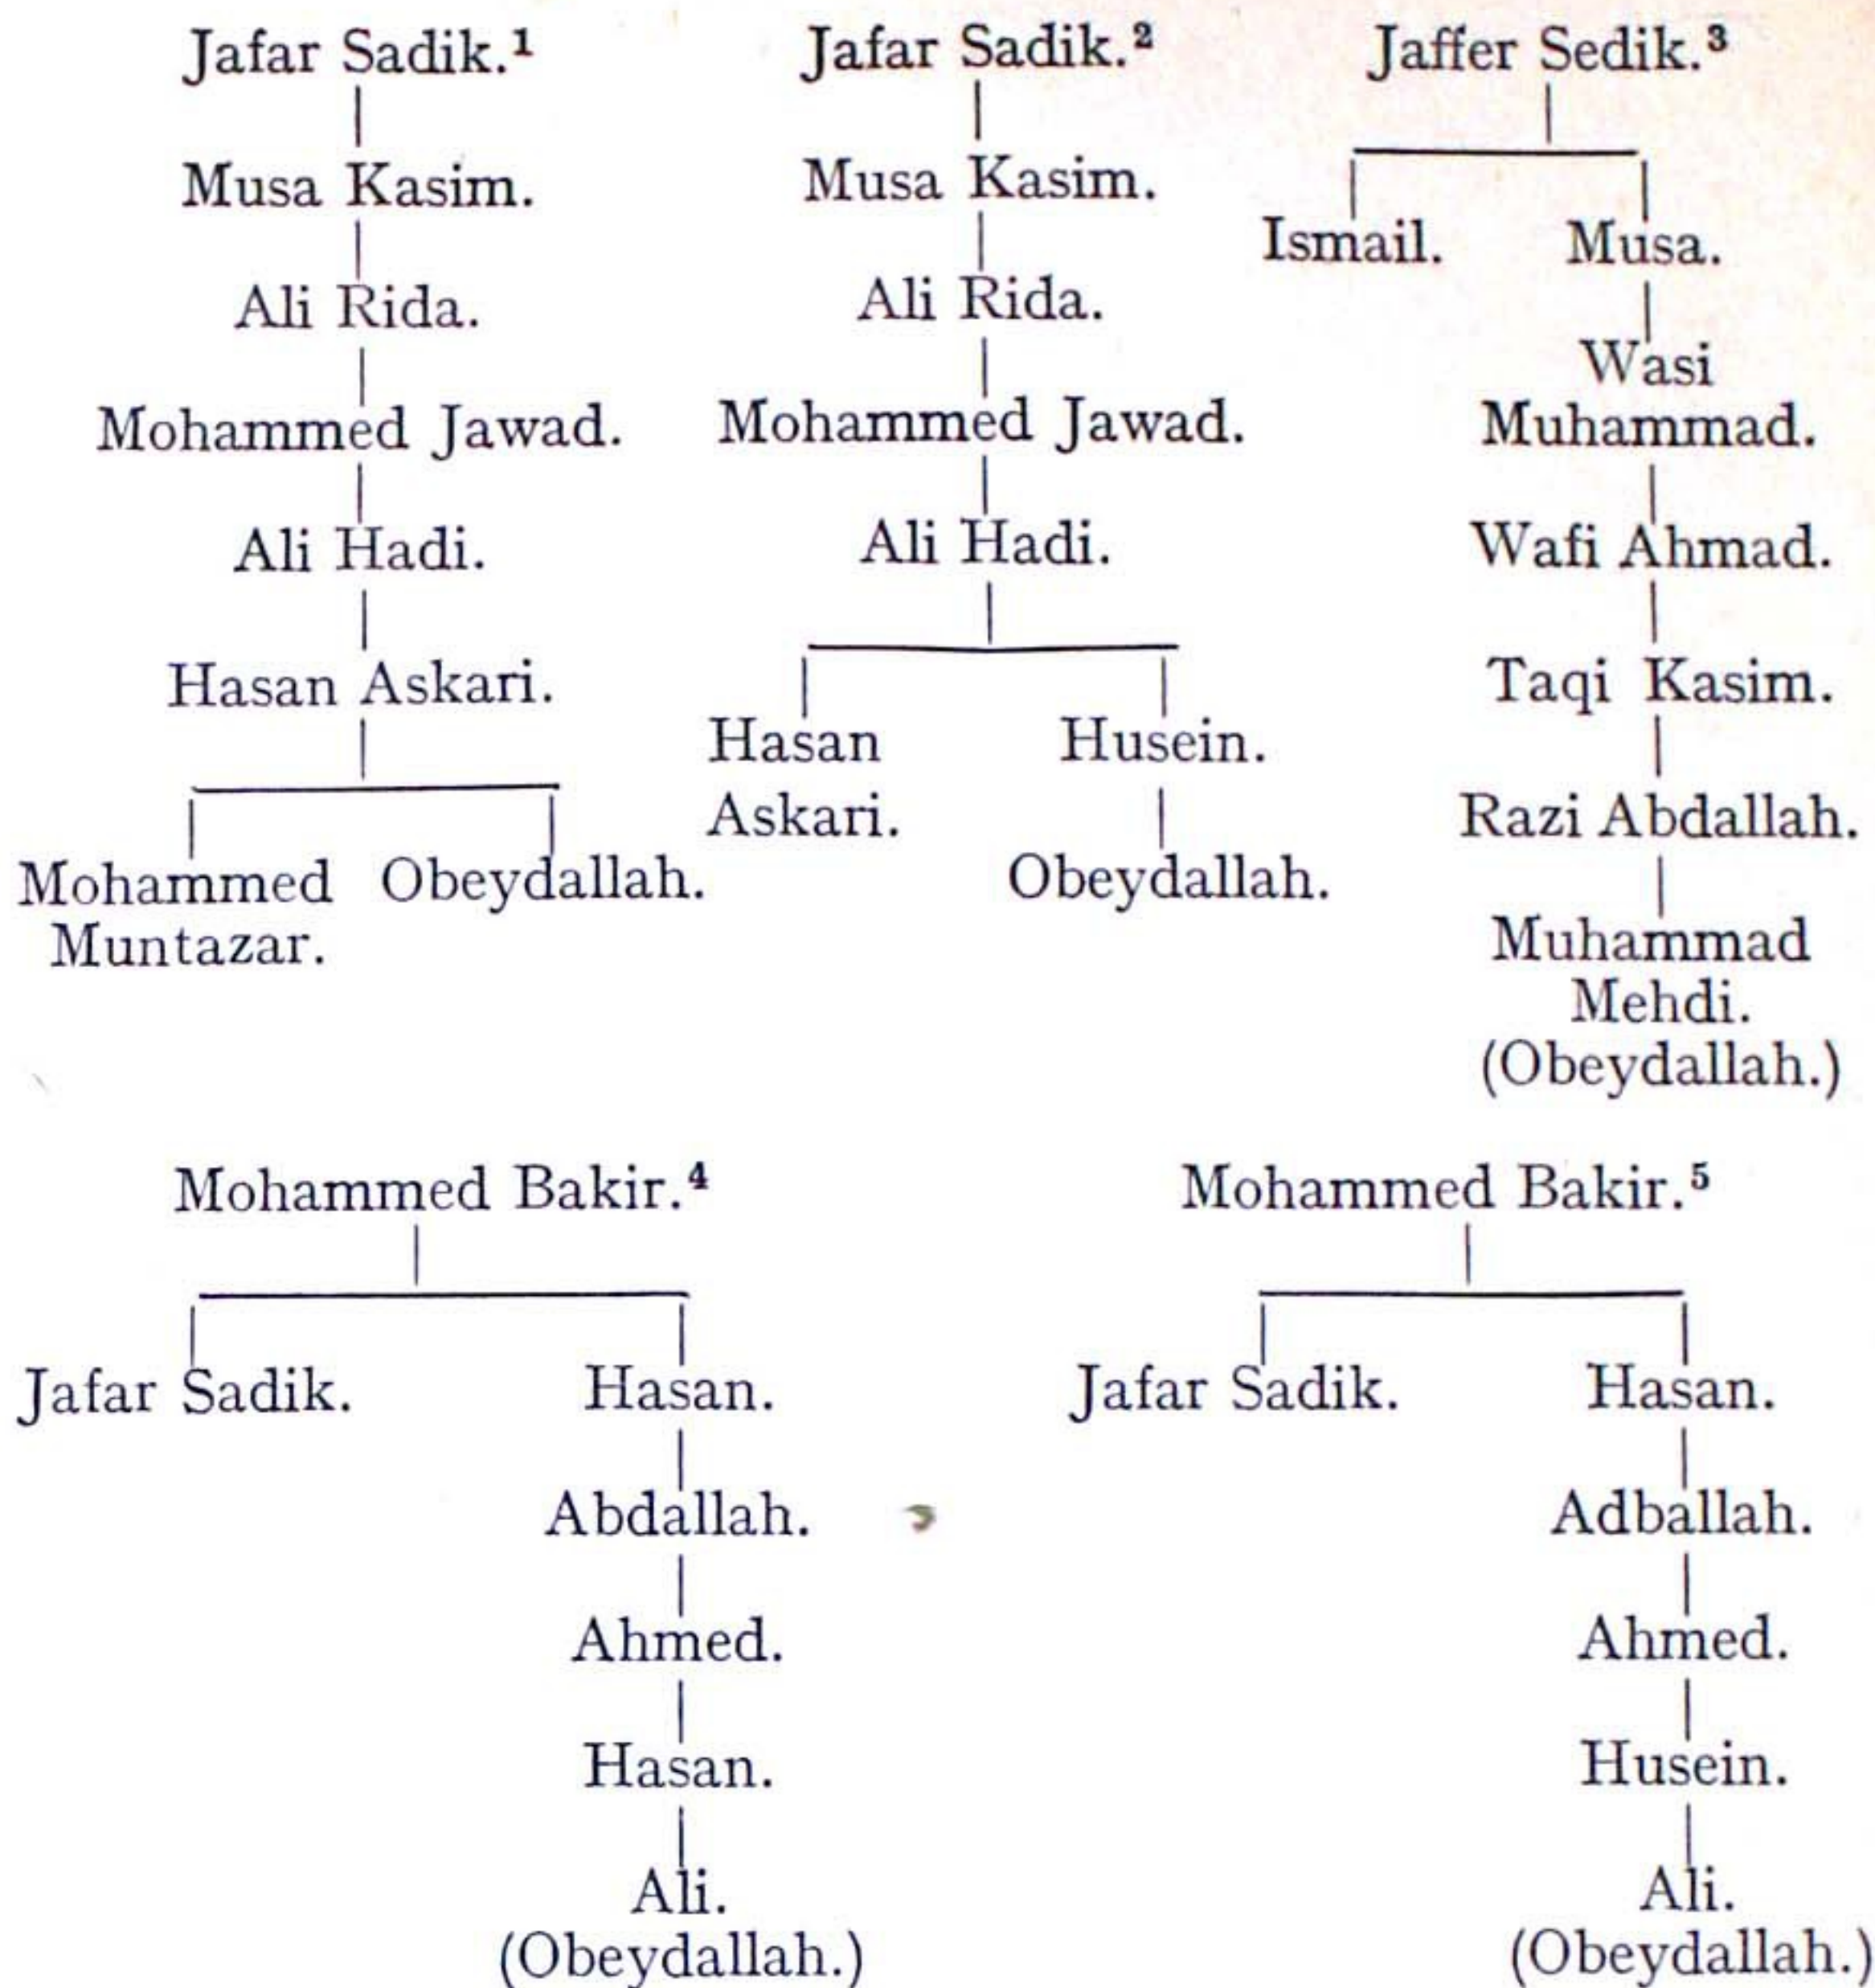 Jafar Sadik.¹
Musa Kasim.
Ali Rida.
Mohammed Jawad.
Ali Hadi.
Hasan Askari.
Mohammed Obeydallah.
Muntazar.
Jafar Sadik.²
Musa Kasim.
Ali Rida.
Mohammed Jawad.
Ali Hadi.
Hasan Husein.
Askari.
Obeydallah.
Jaffer Sedik.³
Ismail. Musa.
Wasi
Muhammad.
Wafi Ahmad.
Taqi Kasim.
Razi Abdallah.
Muhammad
Mehdi.
(Obeydallah.)
Mohammed Bakir.⁴
Jafar Sadik. Hasan.
Abdallah.
Ahmed.
Hasan.
Ali.
(Obeydallah.)
Mohammed Bakir.⁵
Jafar Sadik. Hasan.
Adballah.
Ahmed.
Husein.
Ali.
(Obeydallah.)